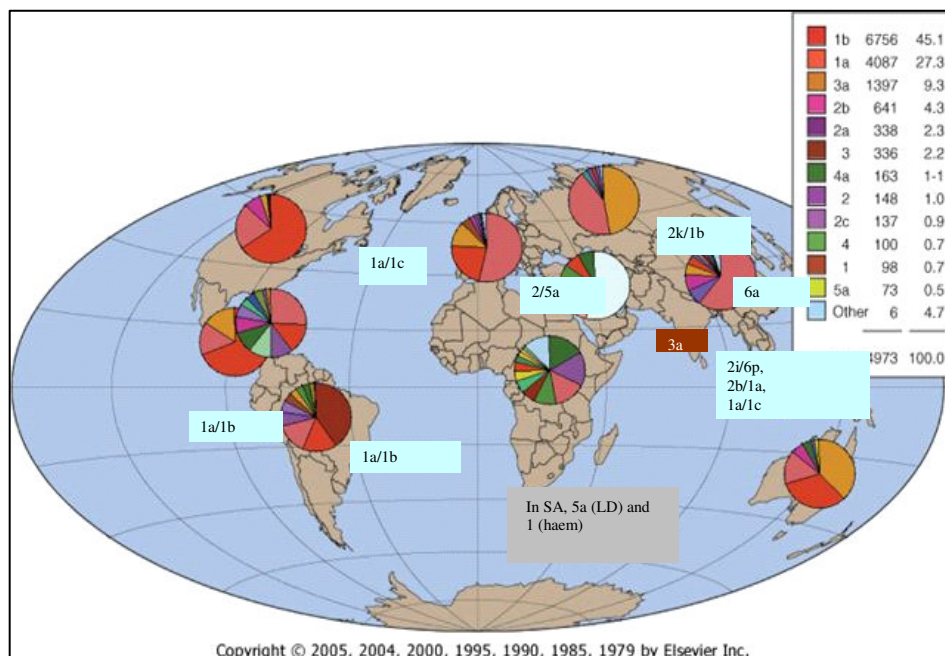 1b 6756 45.1
1a 4087 27.3
3a 1397 9.3
2b 641 4.3
2a 338 2.3
3 336 2.2
4a 163 1-1
2 148 1.0
2c 137 0.9
4 100 0.7
1 98 0.7
5a 73 0.5
Other 6 4.7
4973 100.0
2k/1b
1a/1c
2/5a
6a
3a
2i/6p,
2b/1a,
1a/1c
1a/1b
1a/1b
In SA, 5a (LD) and
1 (haem)
Copyright © 2005, 2004, 2000, 1995, 1990, 1985, 1979 by Elsevier Inc.